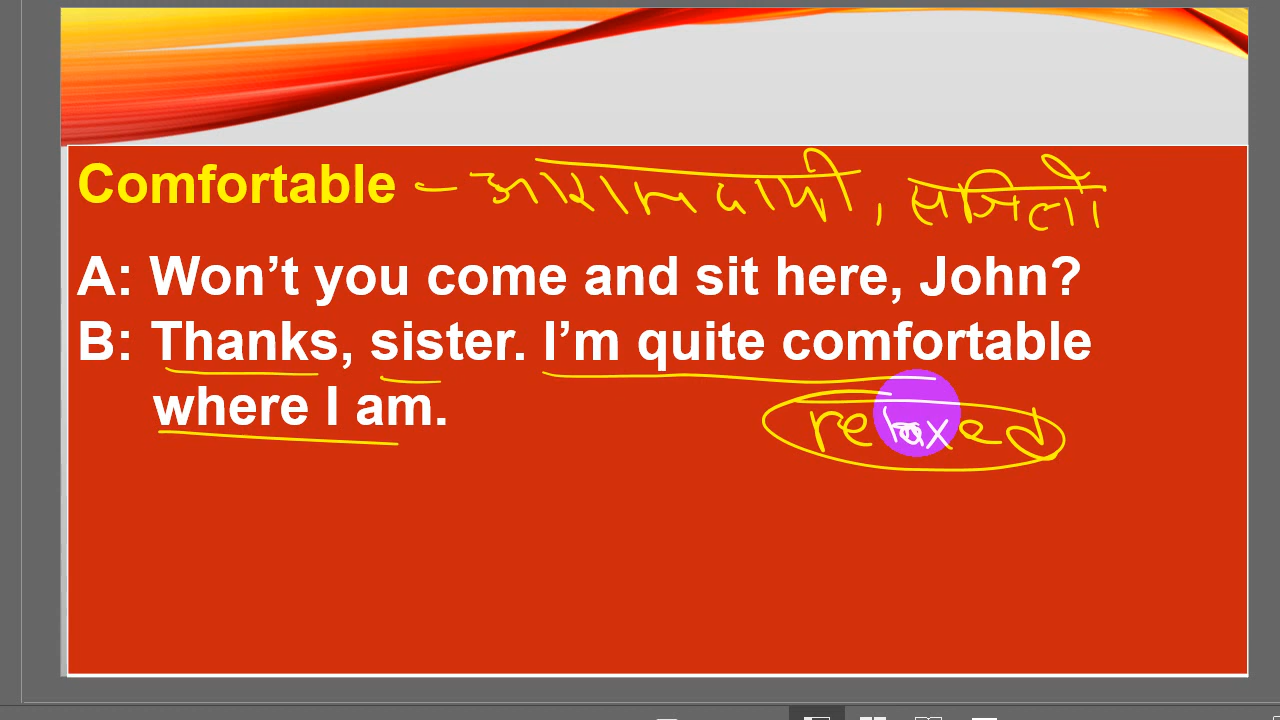 Comfortable – आरामदायी, सजिलो
A: Won’t you come and sit here, John?
B: Thanks, sister. I’m quite comfortable
where I am.
relaxed